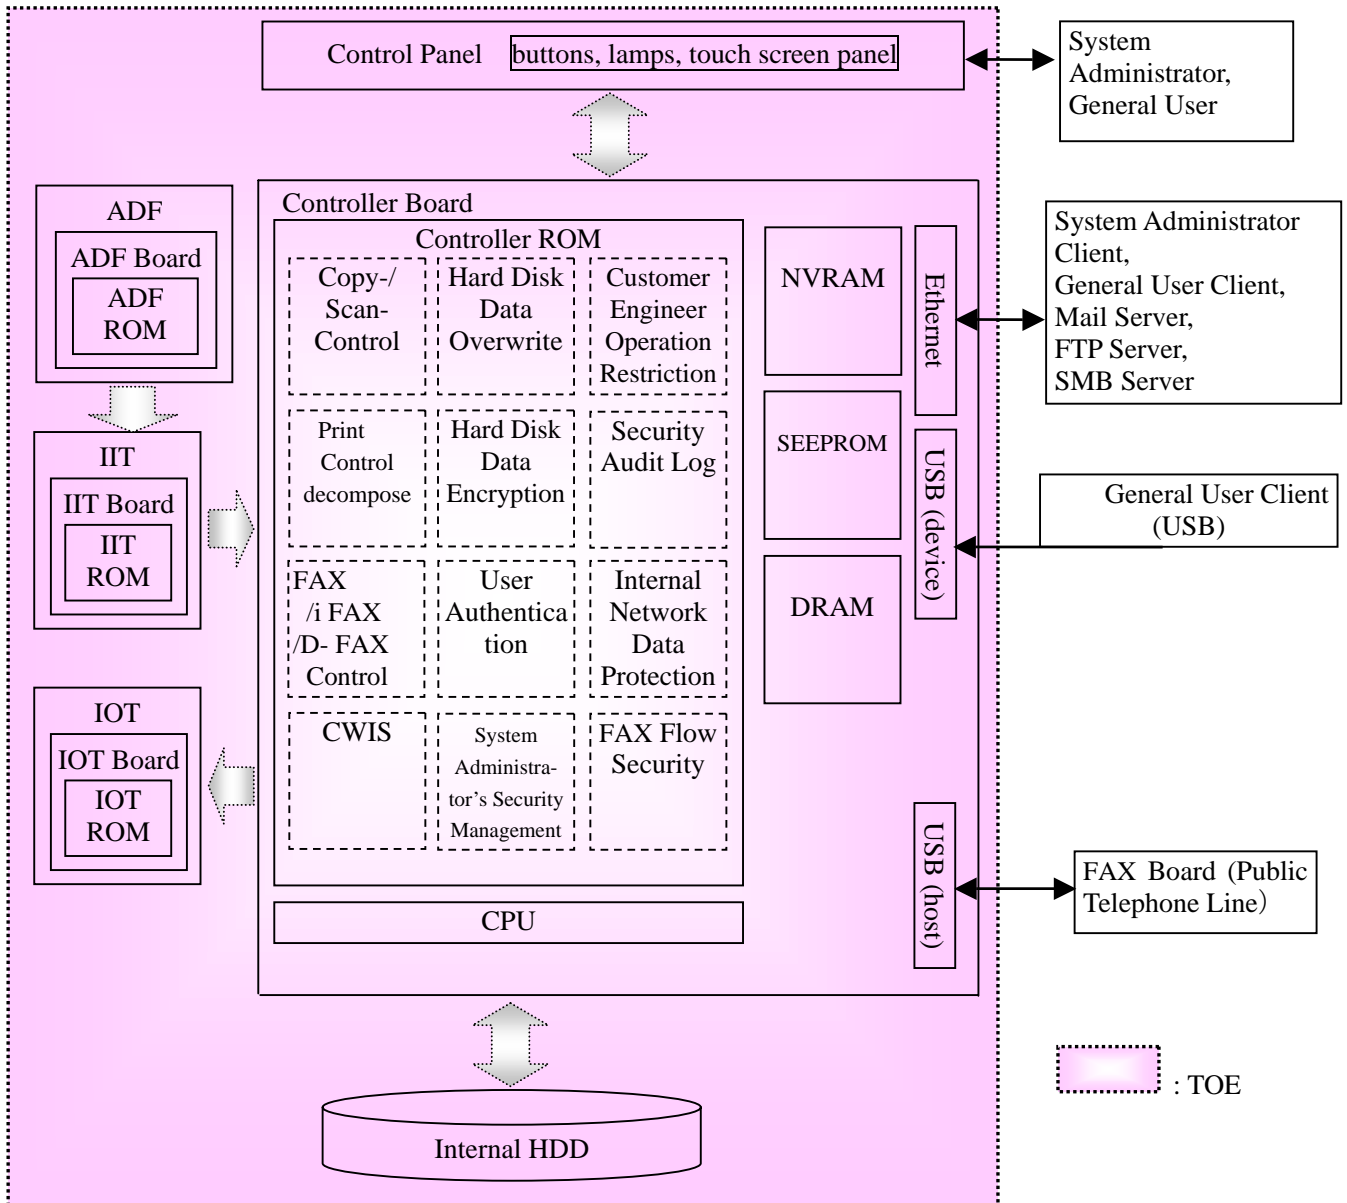 Control Panel buttons, lamps, touch screen panel
System
Administrator,
General User
ADF
ADF Board
ADF
ROM
IIT
IIT Board
IIT
ROM
IOT
IOT Board
IOT
ROM
Controller Board
Controller ROM
Copy-/
Scan-
Control
Hard Disk
Data
Overwrite
Customer
Engineer
Operation
Restriction
Print
Control
decompose
Hard Disk
Data
Encryption
Security
Audit Log
FAX
/i FAX
/D- FAX
Control
User
Authentica
tion
Internal
Network
Data
Protection
CWIS
System
Administra-
tor's Security
Management
FAX Flow
Security
CPU
NVRAM
SEEPROM
DRAM
Ethernet
USB (device)
USB (host)
System Administrator
Client,
General User Client,
Mail Server,
FTP Server,
SMB Server
General User Client
(USB)
FAX Board (Public
Telephone Line）
Internal HDD
: TOE